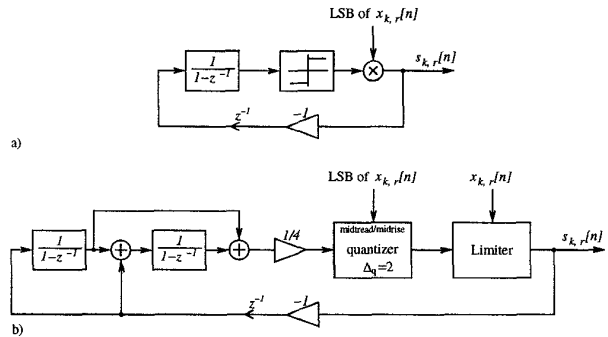 LSB of x_{k, r}[n]
s_{k, r}[n]
1
1-z^{-1}
z^{-1}
-1
a)
LSB of x_{k, r}[n]
x_{k, r}[n]
1/4
midtread/midrise
quantizer
Δ_q=2
Limiter
s_{k, r}[n]
1
1-z^{-1}
1
1-z^{-1}
z^{-1}
-1
b)